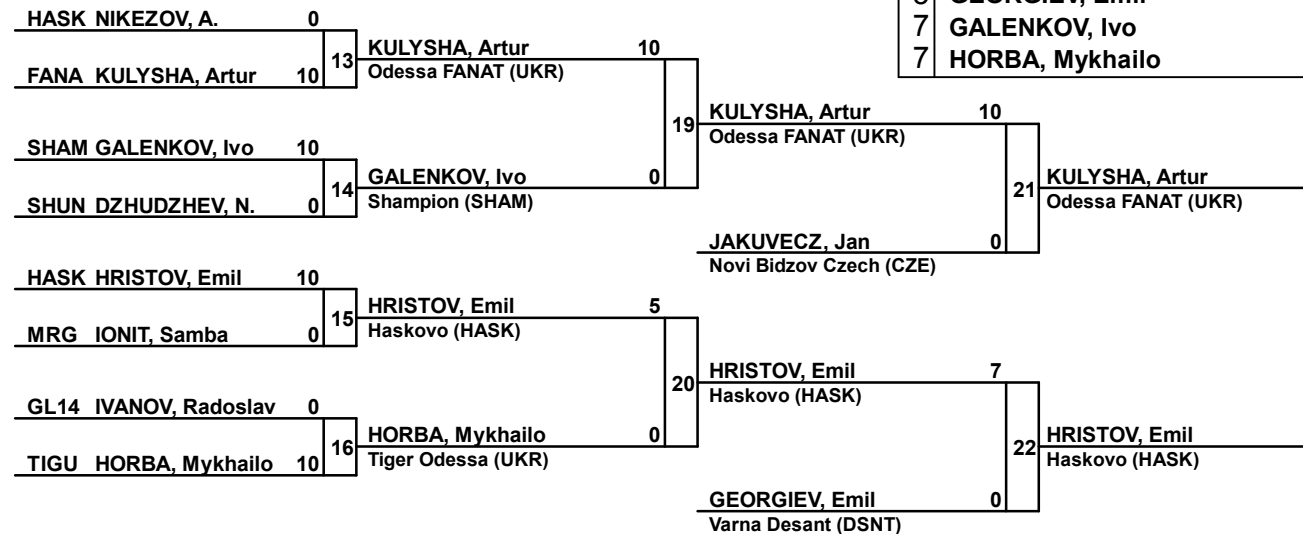 5 GEORGIEV, Emil
7 GALENKOV, Ivo
7 HORBA, Mykhailo
HASK NIKEZOV, A. 0
13
FANA KULYSHA, Artur 10
KULYSHA, Artur 10
Odessa FANAT (UKR)
SHAM GALENKOV, Ivo 10
14
SHUN DZHUDZHEV, N. 0
GALENKOV, Ivo 0
Shampion (SHAM)
19
KULYSHA, Artur 10
Odessa FANAT (UKR)
JAKUVECZ, Jan 0
Novi Bidzov Czech (CZE)
21
KULYSHA, Artur
Odessa FANAT (UKR)
HASK HRISTOV, Emil 10
15
MRG IONIT, Samba 0
HRISTOV, Emil 5
Haskovo (HASK)
GL14 IVANOV, Radoslav 0
16
TIGU HORBA, Mykhailo 10
HORBA, Mykhailo 0
Tiger Odessa (UKR)
20
HRISTOV, Emil 7
Haskovo (HASK)
GEORGIEV, Emil 0
Varna Desant (DSNT)
22
HRISTOV, Emil
Haskovo (HASK)